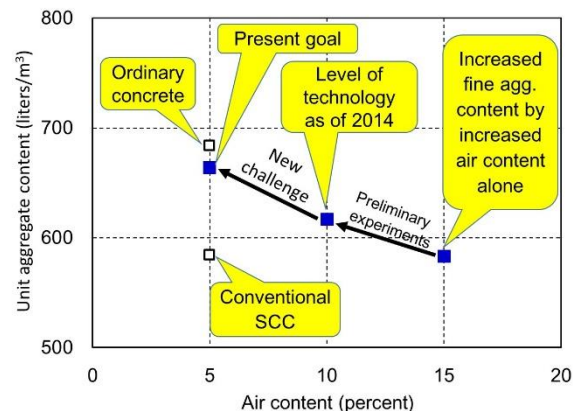 800
700
600
500
Unit aggregate content (liters/m³)
Ordinary
concrete
Present goal
Level of
technology
as of 2014
Increased
fine agg.
content by
increased
air content
alone
New
challenge
Preliminary
experiments
Conventional
SCC
0
5
10
15
20
Air content (percent)